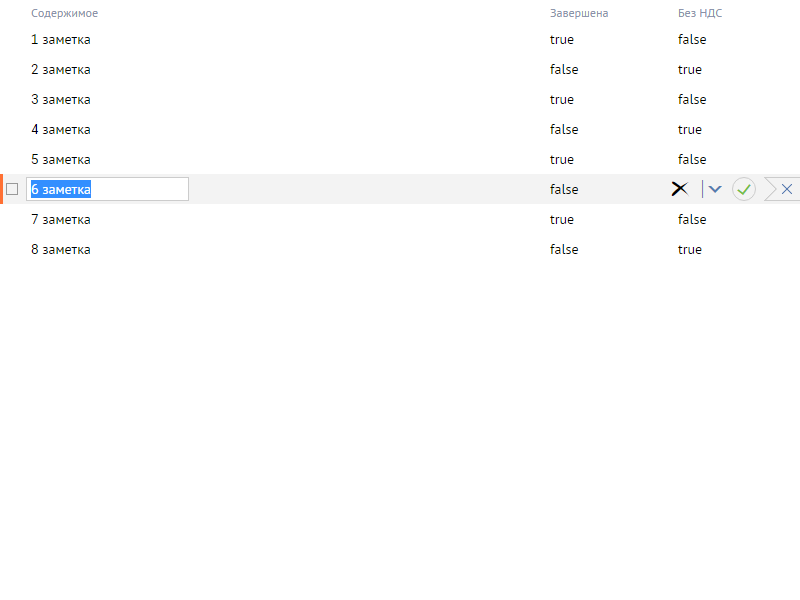 Содержимое Завершена Без НДС
1 заметка true false
2 заметка false true
3 заметка true false
4 заметка false true
5 заметка true false
6 заметка false
7 заметка true false
8 заметка false true